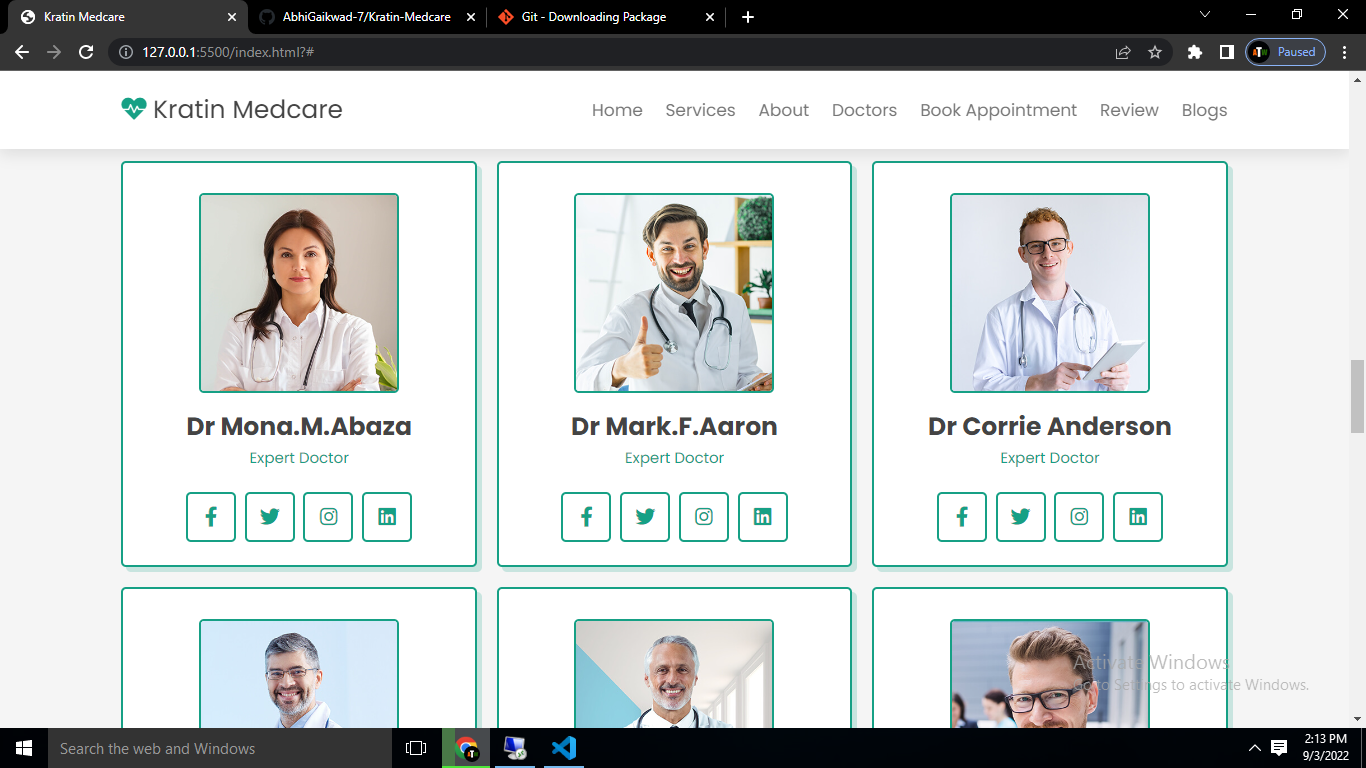 Kratin Medcare
AbhiGaikwad-7/Kratin-Medcare
Git - Downloading Package
127.0.0.1:5500/index.html?#
Paused
Kratin Medcare
Home Services About Doctors Book Appointment Review Blogs
Dr Mona.M.Abaza
Expert Doctor
Dr Mark.F.Aaron
Expert Doctor
Dr Corrie Anderson
Expert Doctor
Activate Windows
Go to Settings to activate Windows.
Search the web and Windows
2:13 PM
9/3/2022